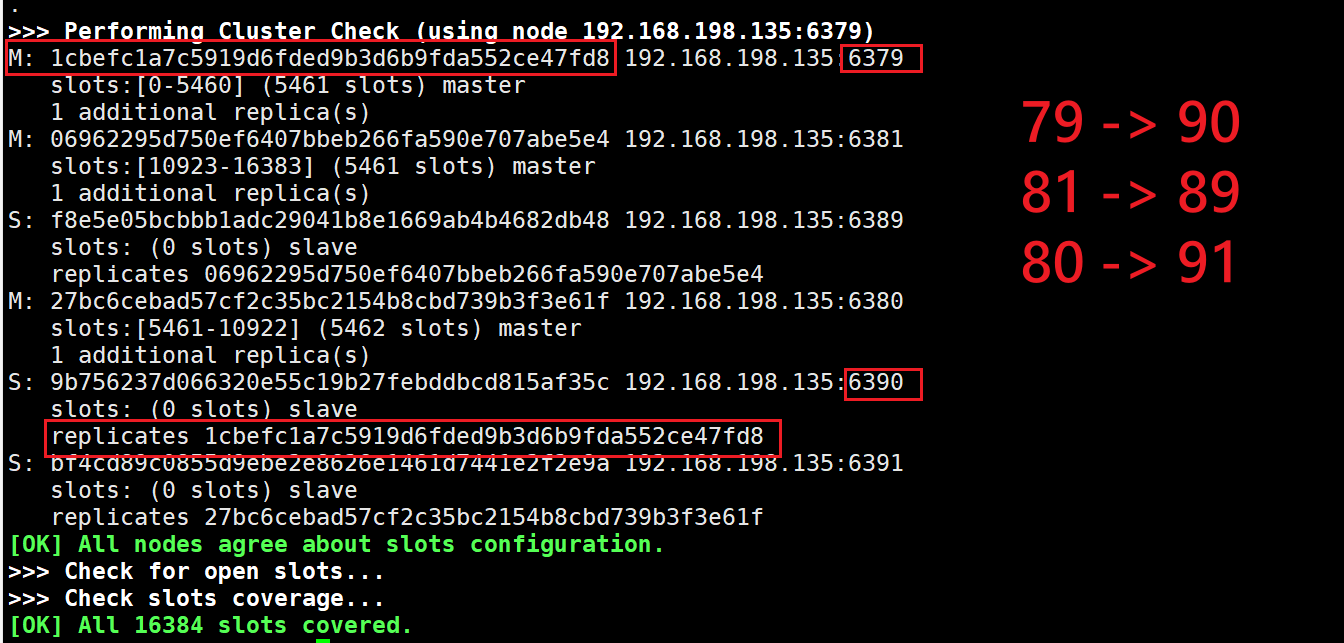 .
>>> Performing Cluster Check (using node 192.168.198.135:6379)
M: 1cbefc1a7c5919d6fded9b3d6b9fda552ce47fd8 192.168.198.135:6379
slots:[0-5460] (5461 slots) master
1 additional replica(s)
M: 06962295d750ef6407bbeb266fa590e707abe5e4 192.168.198.135:6381
slots:[10923-16383] (5461 slots) master
1 additional replica(s)
S: f8e5e05bcbbb1adc29041b8e1669ab4b4682db48 192.168.198.135:6389
slots: (0 slots) slave
replicates 06962295d750ef6407bbeb266fa590e707abe5e4
M: 27bc6cebad57cf2c35bc2154b8cbd739b3f3e61f 192.168.198.135:6380
slots:[5461-10922] (5462 slots) master
1 additional replica(s)
S: 9b756237d066320e55c19b27febddbcd815af35c 192.168.198.135:6390
slots: (0 slots) slave
replicates 1cbefc1a7c5919d6fded9b3d6b9fda552ce47fd8
S: bf4cd89c0855d9ebe2e8626e1461d7441e2f2e9a 192.168.198.135:6391
slots: (0 slots) slave
replicates 27bc6cebad57cf2c35bc2154b8cbd739b3f3e61f
[OK] All nodes agree about slots configuration.
>>> Check for open slots...
>>> Check slots coverage...
[OK] All 16384 slots covered.
79 -> 90
81 -> 89
80 -> 91